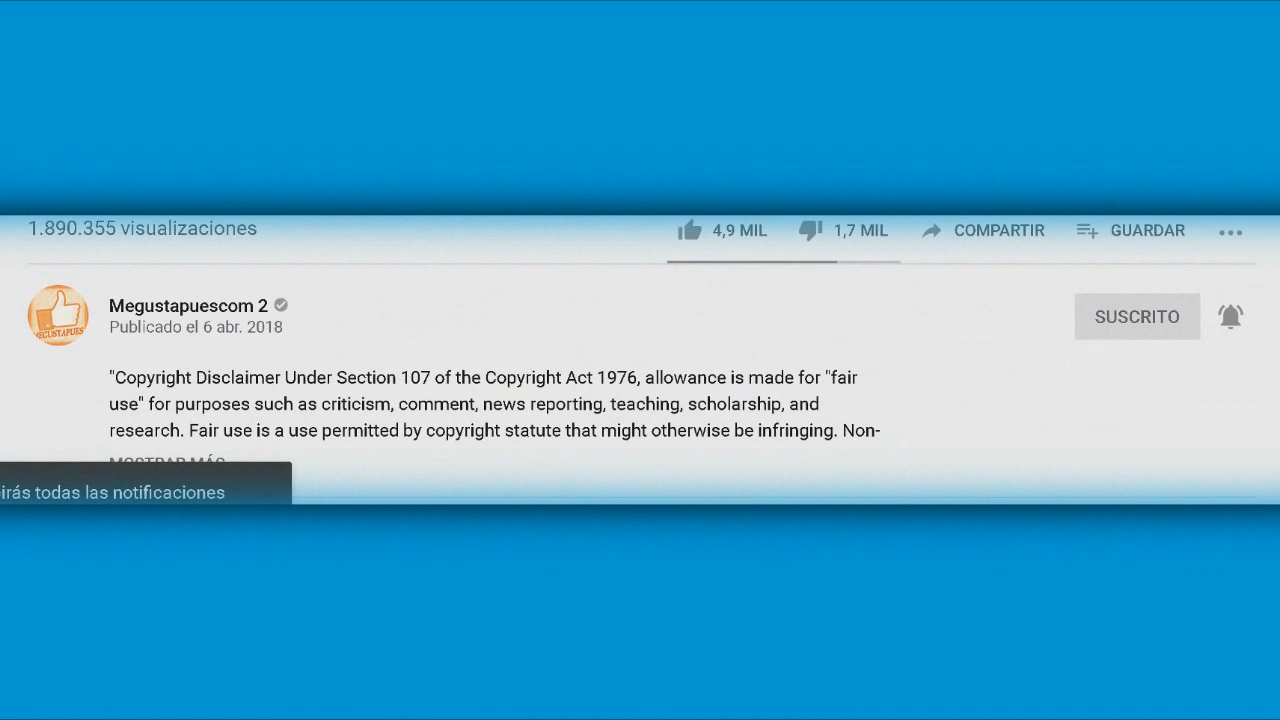 1.890.355 visualizaciones
4,9 MIL
1,7 MIL
COMPARTIR
GUARDAR
Megustapuescom 2
Publicado el 6 abr. 2018
SUSCRITO
"Copyright Disclaimer Under Section 107 of the Copyright Act 1976, allowance is made for "fair
use" for purposes such as criticism, comment, news reporting, teaching, scholarship, and
research. Fair use is a use permitted by copyright statute that might otherwise be infringing. Non-
MOSTRAR MÁS
irás todas las notificaciones